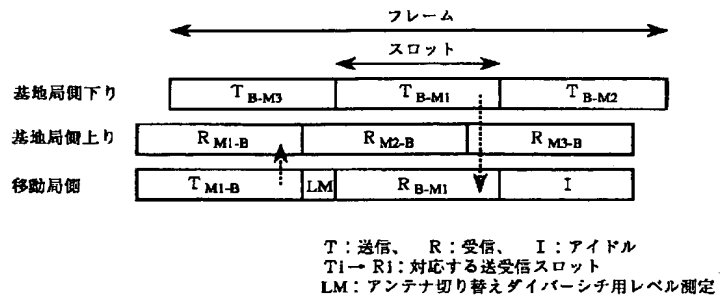 フレーム
スロット
基地局側下り T B-M3 T B-M1 T B-M2
基地局側上り R M1-B R M2-B R M3-B
移動局側 T M1-B LM R B-M1 I
T：送信、 R：受信、 I：アイドル
Ti→Ri：対応する送受信スロット
LM：アンテナ切り替えダイバーシチ用レベル測定